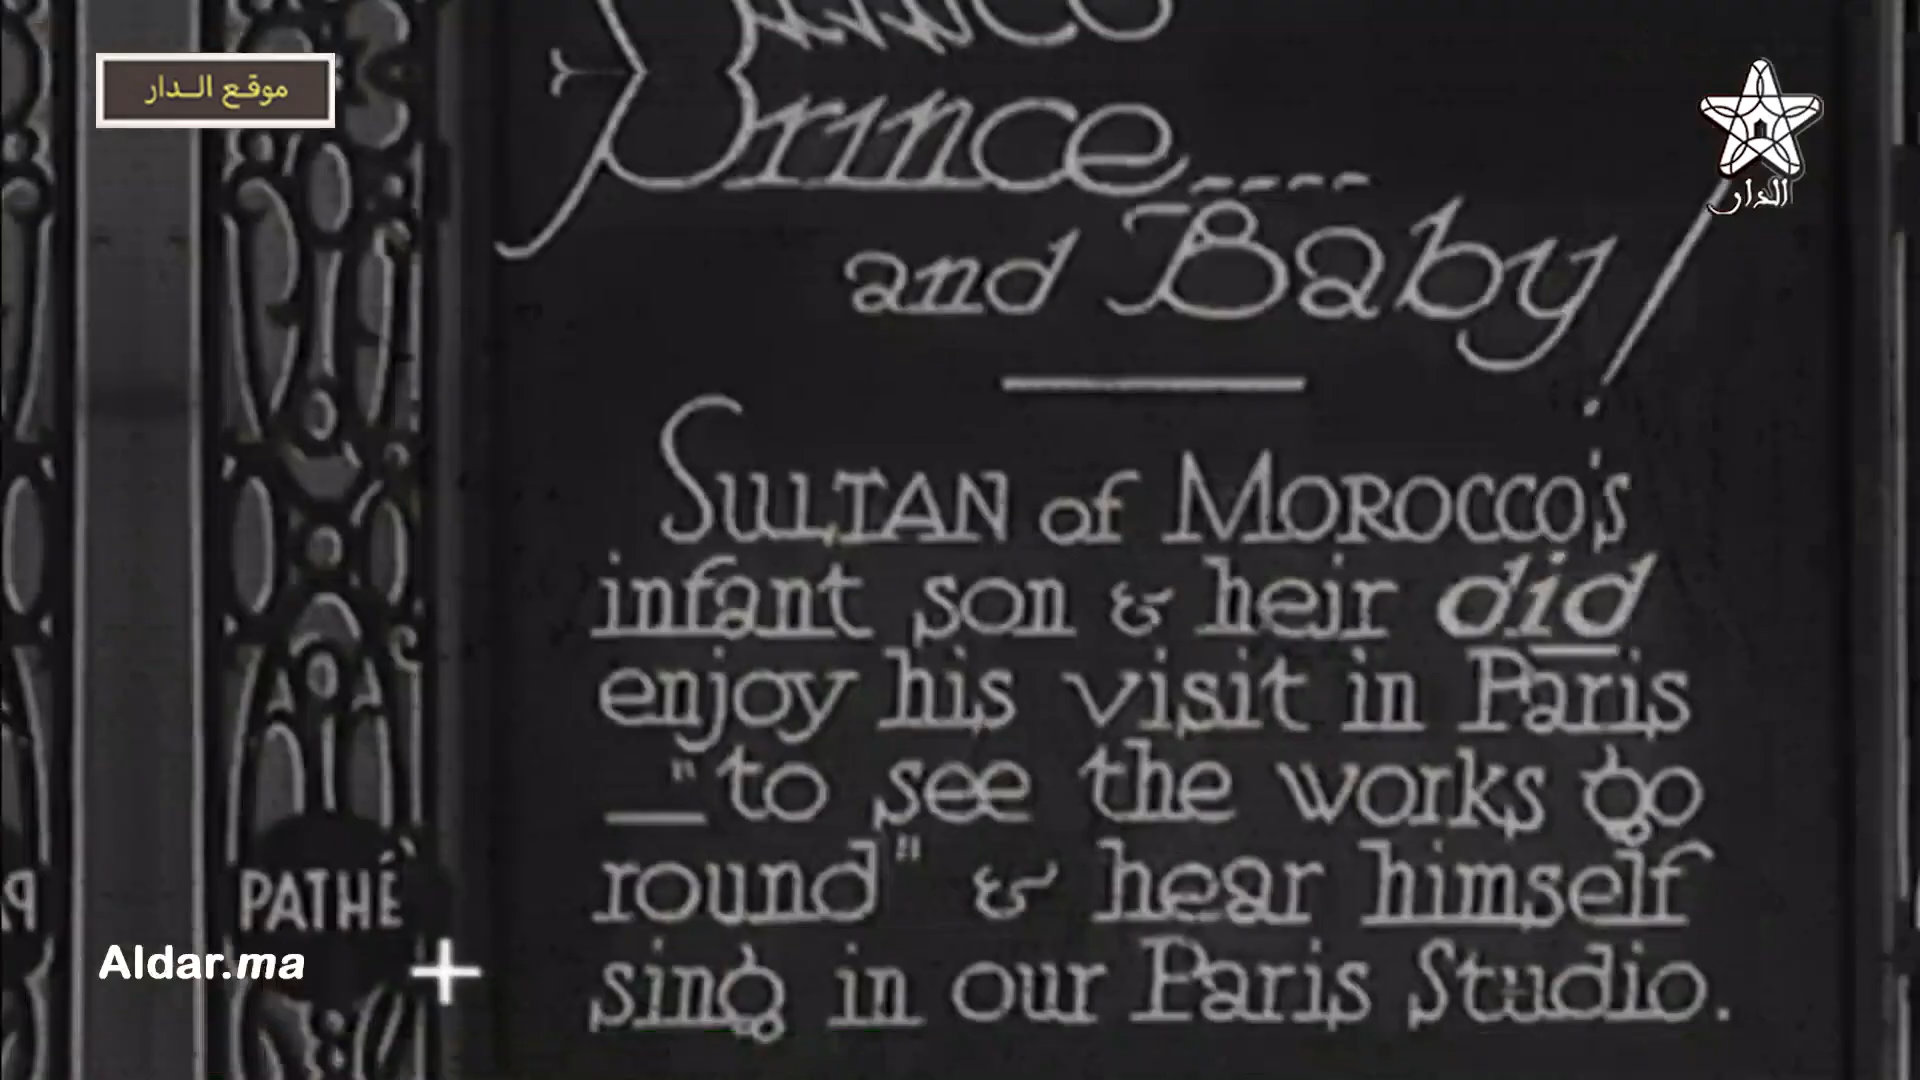 موقع الدار
الدار
Prince....
and Baby!
SULTAN of MOROCCO's
infant son & heir did
enjoy his visit in Paris
— "to see the works go
round" & hear himself
sing in our Paris Studio.
PATHÉ
Aldar.ma